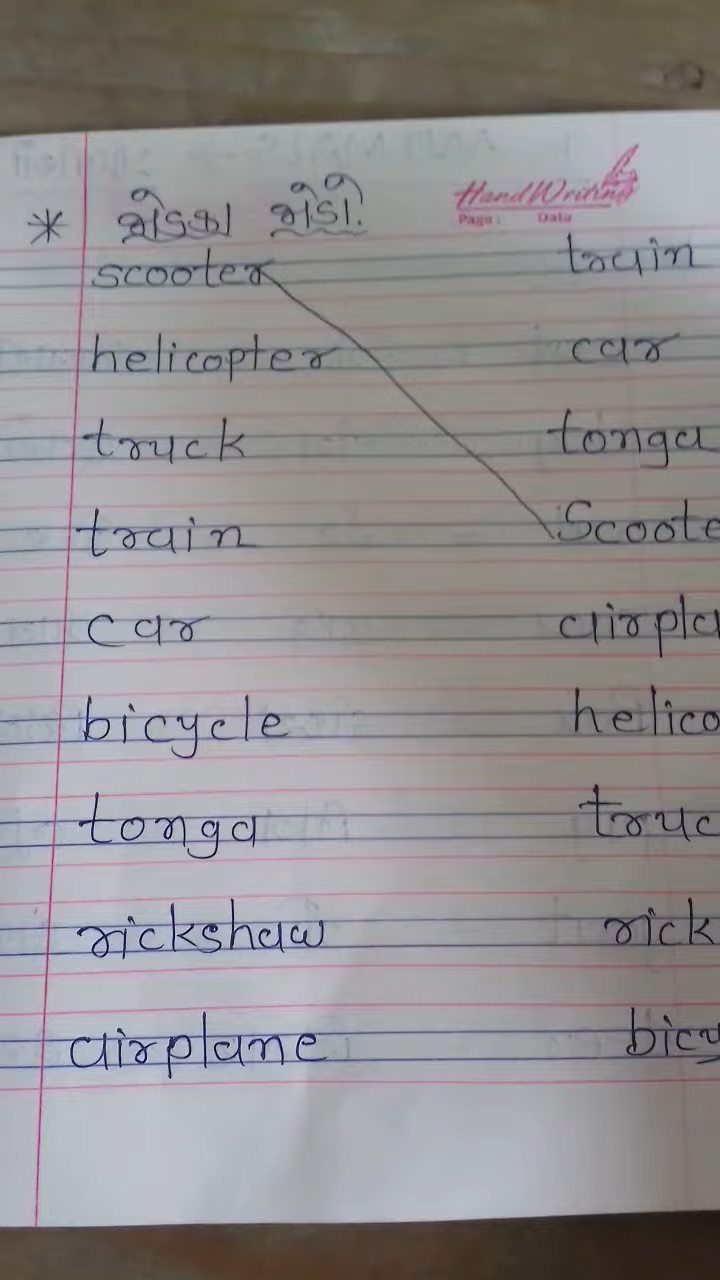 * જોડકા જોડો.
HandWriting
Page: Date
scooter train
helicopter car
truck tonga
train Scoote
car airpla
bicycle helico
tonga truc
rickshaw rick
airplane bicy